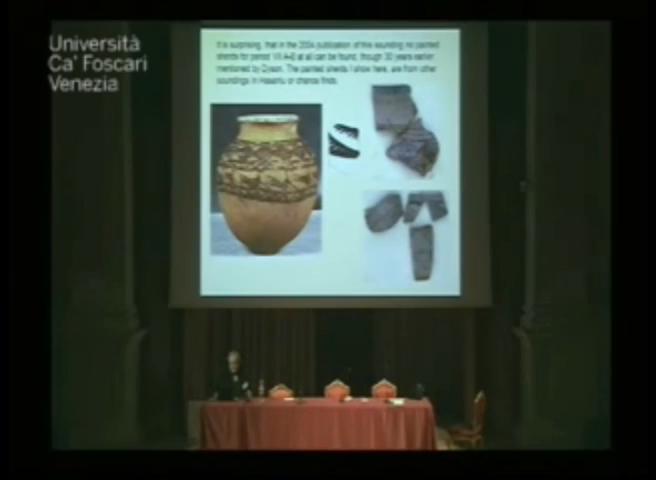 Università
Ca' Foscari
Venezia
It is surprising, that in the 2004 publication of this sounding no painted
sherds for period VII A-B at all can be found, though 30 years earlier
mentioned by Dyson. The painted sherds I show here, are from other
soundings in Hasanlu or chance finds.